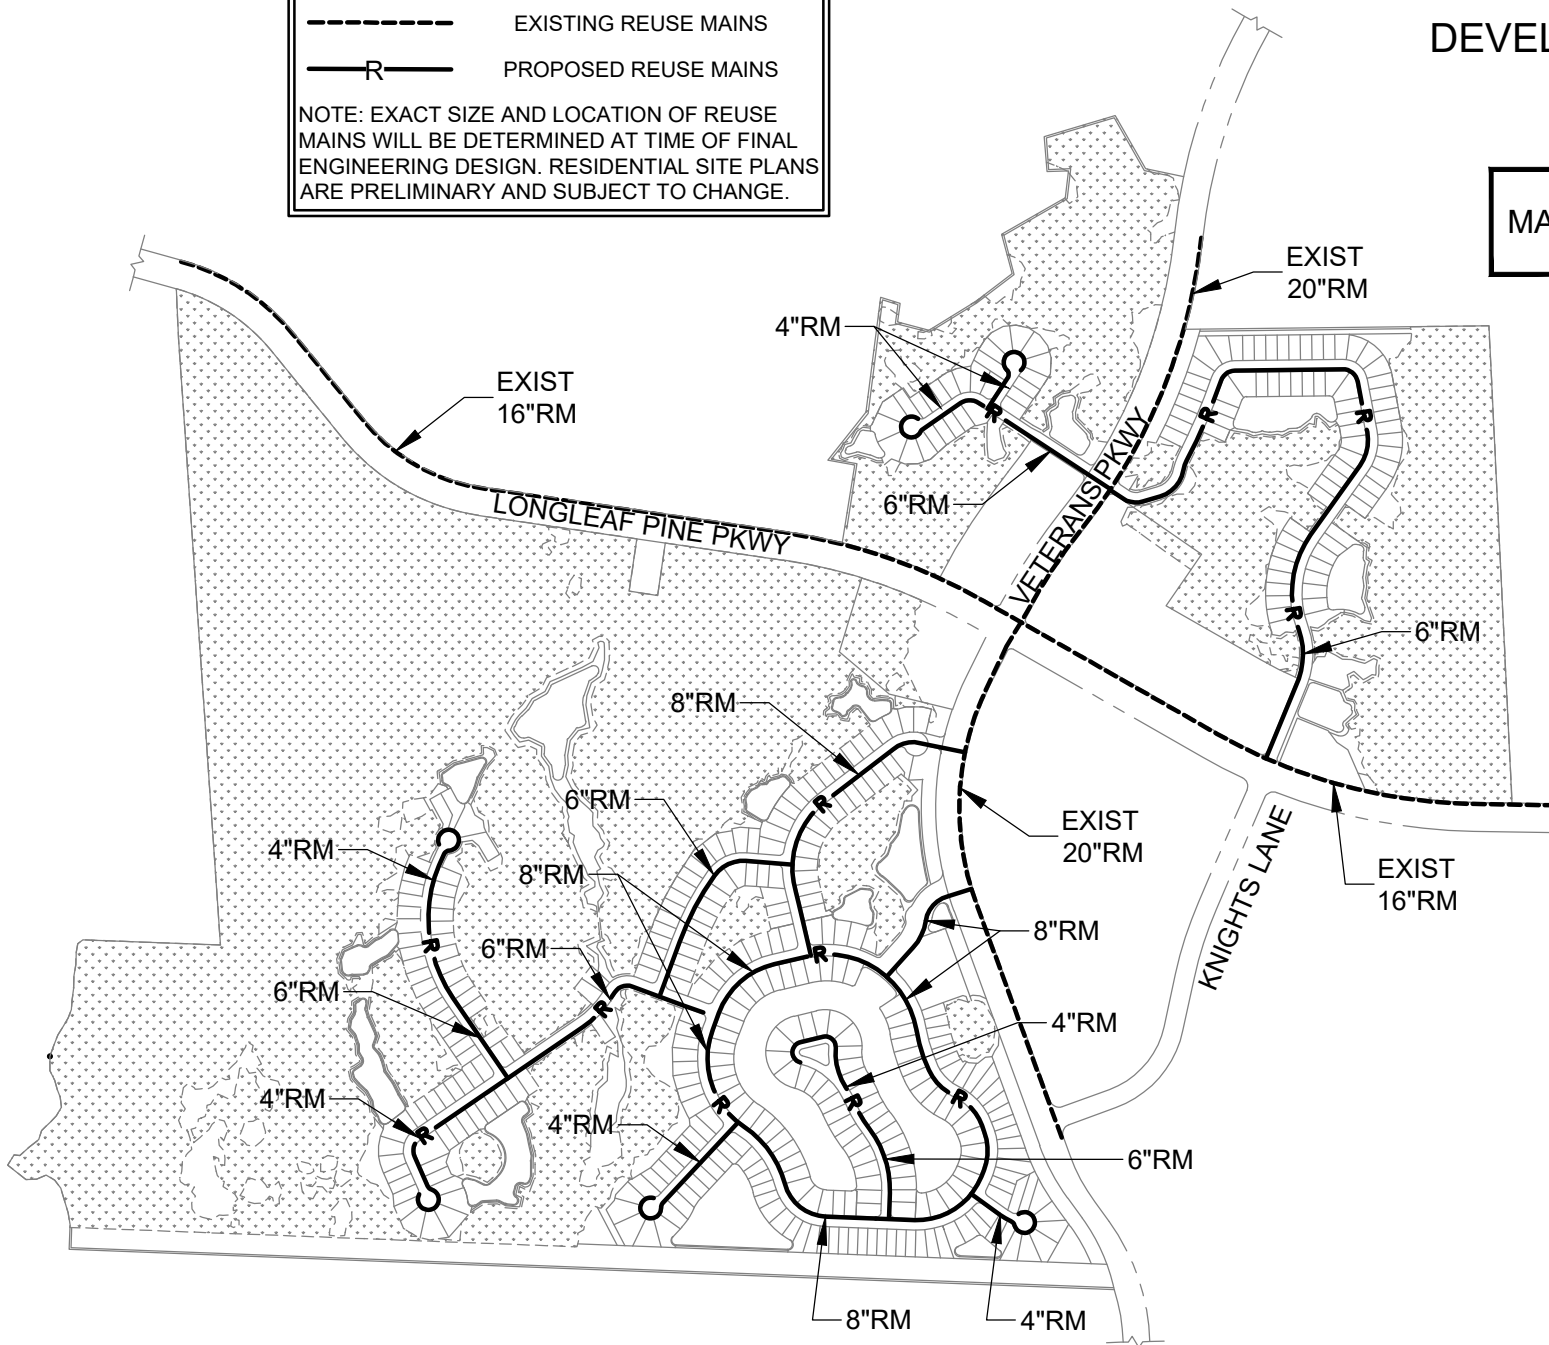 EXISTING REUSE MAINS
R
PROPOSED REUSE MAINS
NOTE: EXACT SIZE AND LOCATION OF REUSE
MAINS WILL BE DETERMINED AT TIME OF FINAL
ENGINEERING DESIGN. RESIDENTIAL SITE PLANS
ARE PRELIMINARY AND SUBJECT TO CHANGE.
DEVEL
MA
EXIST
20"RM
4"RM
EXIST
16"RM
R
R
R
6"RM
VETERANS PKWY
LONGLEAF PINE PKWY
R
6"RM
8"RM
R
6"RM
EXIST
20"RM
4"RM
8"RM
EXIST
16"RM
KNIGHTS LANE
8"RM
R
6"RM
R
6"RM
R
4"RM
4"RM
R
R
R
R
4"RM
6"RM
8"RM
4"RM